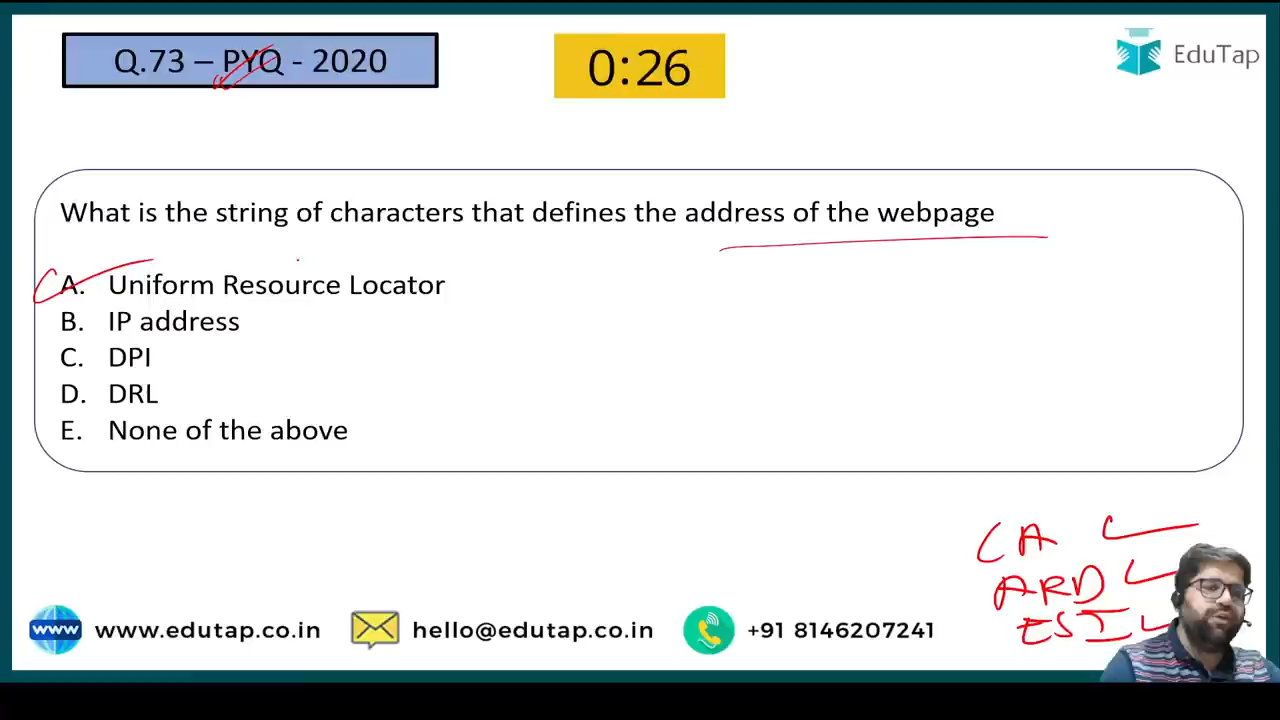 Q.73 – PYQ - 2020
0:26
EduTap
What is the string of characters that defines the address of the webpage
A. Uniform Resource Locator
B. IP address
C. DPI
D. DRL
E. None of the above
CA
ARD
ESI
www www.edutap.co.in hello@edutap.co.in +91 8146207241